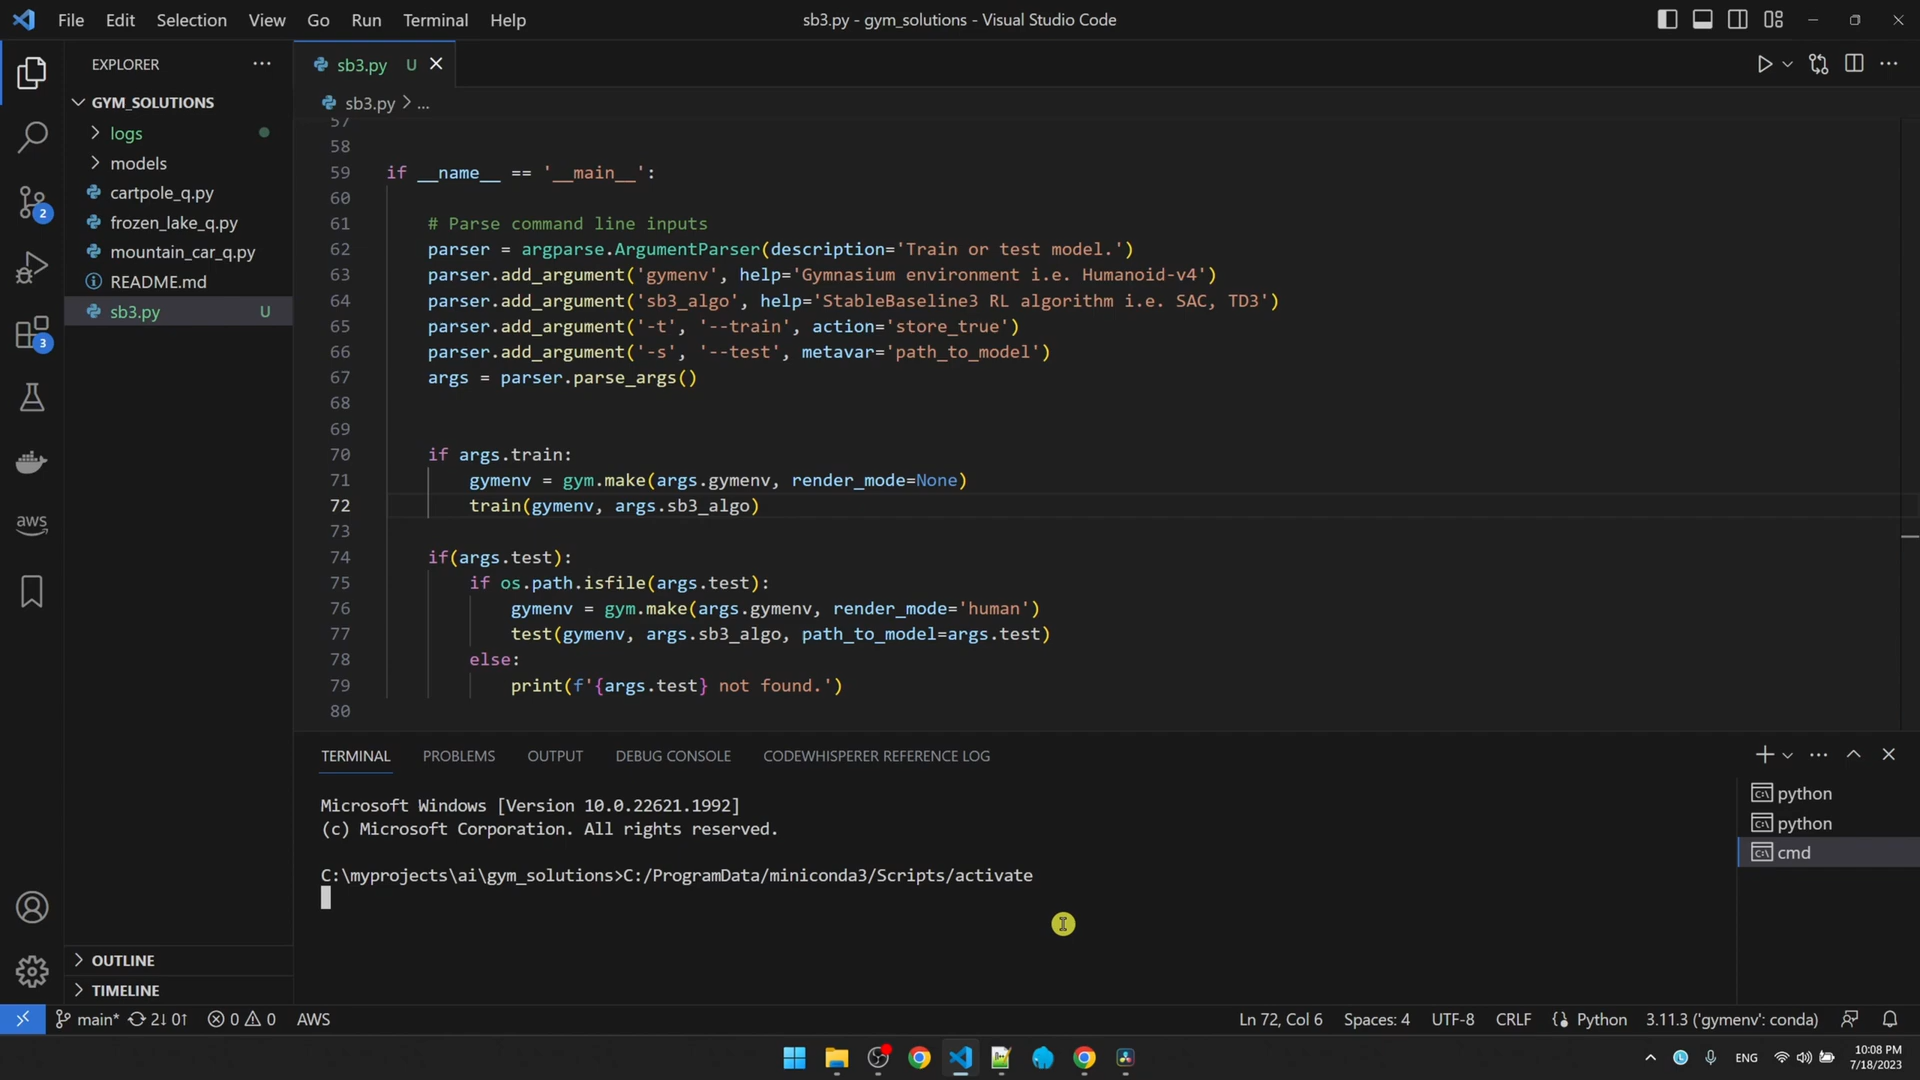 File Edit Selection View Go Run Terminal Help
sb3.py - gym_solutions - Visual Studio Code
EXPLORER
GYM_SOLUTIONS
logs
models
cartpole_q.py
frozen_lake_q.py
mountain_car_q.py
README.md
sb3.py U
OUTLINE
TIMELINE
2
3
aws
sb3.py U
sb3.py > ...
57
58
59 if __name__ == '__main__':
60
61 # Parse command line inputs
62 parser = argparse.ArgumentParser(description='Train or test model.')
63 parser.add_argument('gymenv', help='Gymnasium environment i.e. Humanoid-v4')
64 parser.add_argument('sb3_algo', help='StableBaseline3 RL algorithm i.e. SAC, TD3')
65 parser.add_argument('-t', '--train', action='store_true')
66 parser.add_argument('-s', '--test', metavar='path_to_model')
67 args = parser.parse_args()
68
69
70 if args.train:
71 gymenv = gym.make(args.gymenv, render_mode=None)
72 train(gymenv, args.sb3_algo)
73
74 if(args.test):
75 if os.path.isfile(args.test):
76 gymenv = gym.make(args.gymenv, render_mode='human')
77 test(gymenv, args.sb3_algo, path_to_model=args.test)
78 else:
79 print(f'{args.test} not found.')
80
TERMINAL PROBLEMS OUTPUT DEBUG CONSOLE CODEWHISPERER REFERENCE LOG
Microsoft Windows [Version 10.0.22621.1992]
(c) Microsoft Corporation. All rights reserved.
C:\myprojects\ai\gym_solutions>C:/ProgramData/miniconda3/Scripts/activate
python
python
cmd
main* 2↓ 0↑ 0 0 AWS
Ln 72, Col 6 Spaces: 4 UTF-8 CRLF Python 3.11.3 ('gymenv': conda)
ENG
10:08 PM
7/18/2023